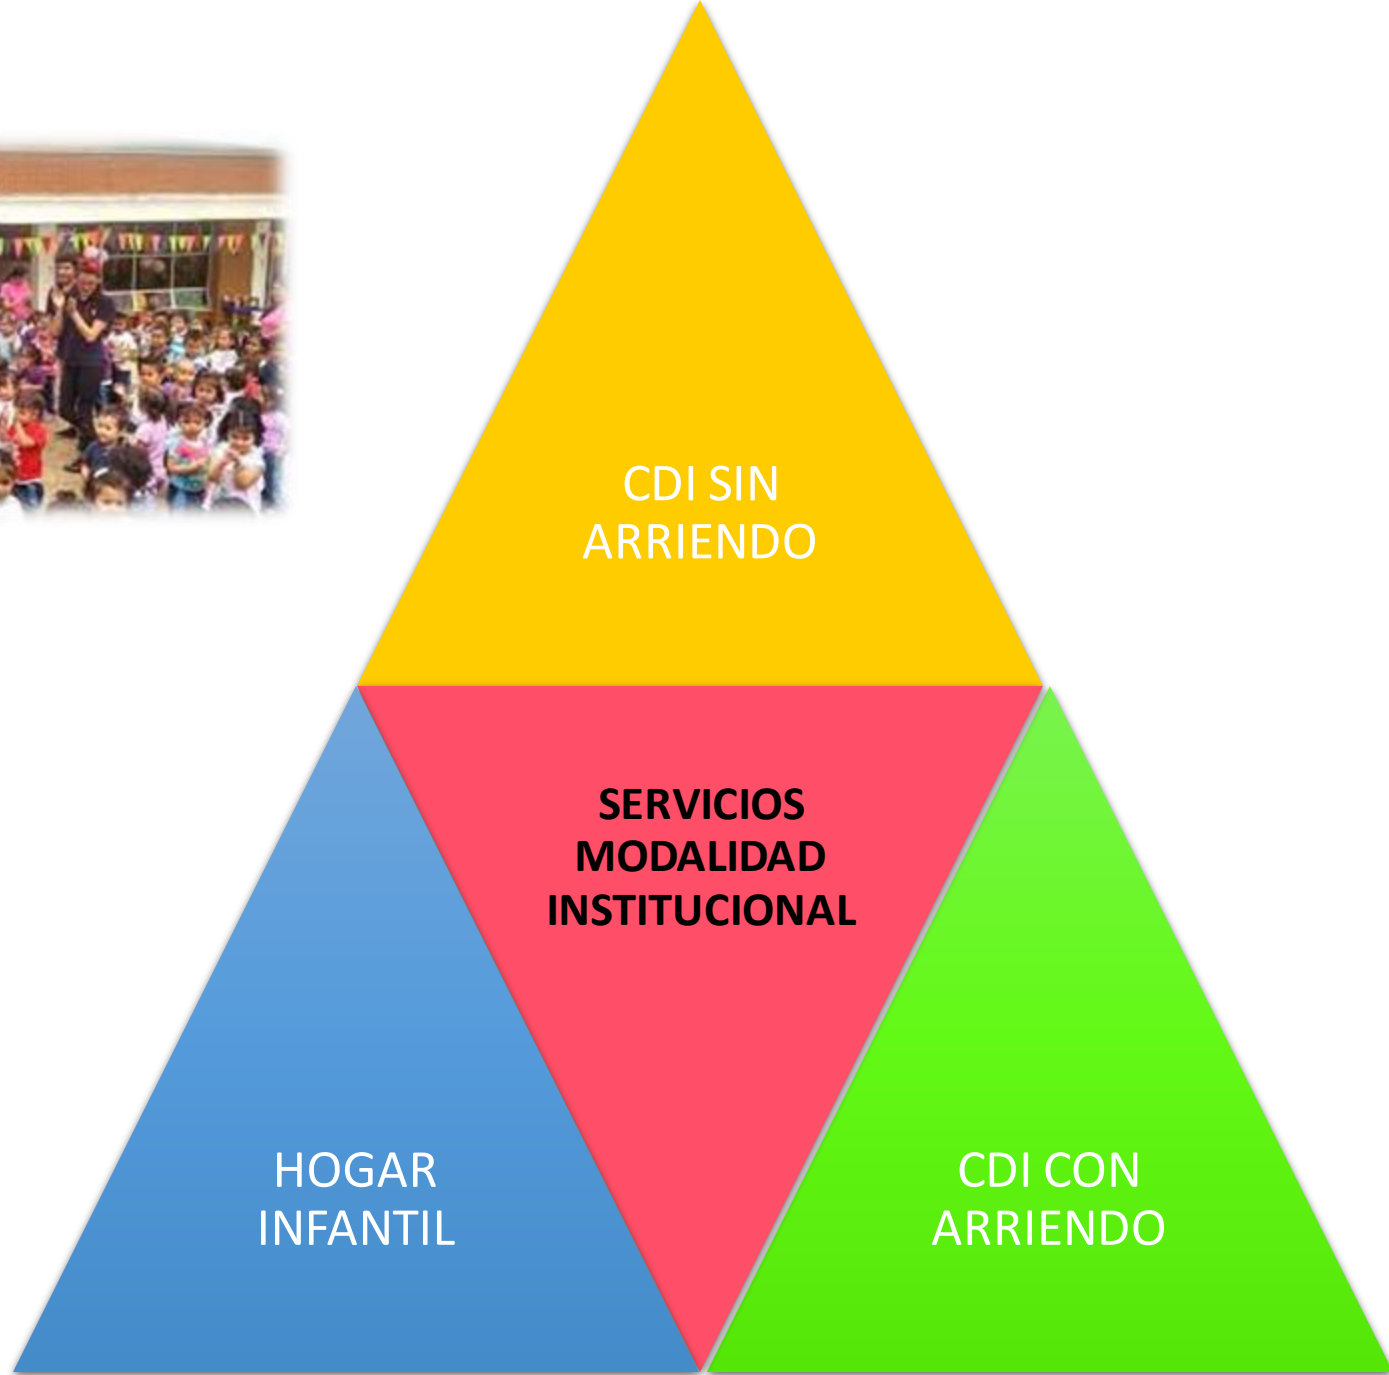 CDI SIN
ARRIENDO
SERVICIOS
MODALIDAD
INSTITUCIONAL
HOGAR
INFANTIL
CDI CON
ARRIENDO